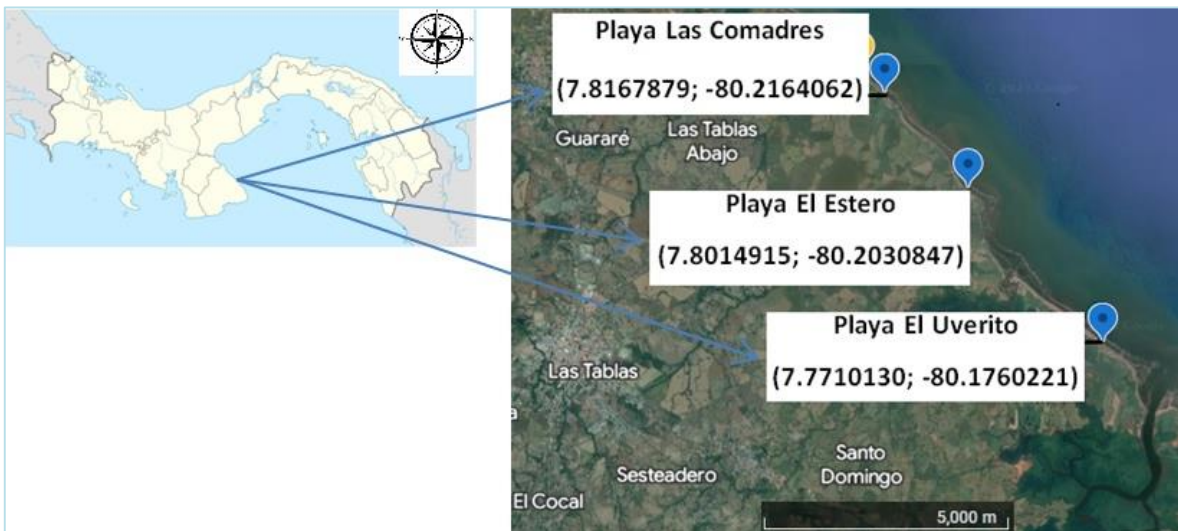 Playa Las Comadres
(7.8167879; -80.2164062)
Guararé
Las Tablas
Abajo
Playa El Estero
(7.8014915; -80.2030847)
Playa El Uverito
(7.7710130; -80.1760221)
Las Tablas
a
Santo
Domingo
Sesteadero
El Cocal
5,000 m